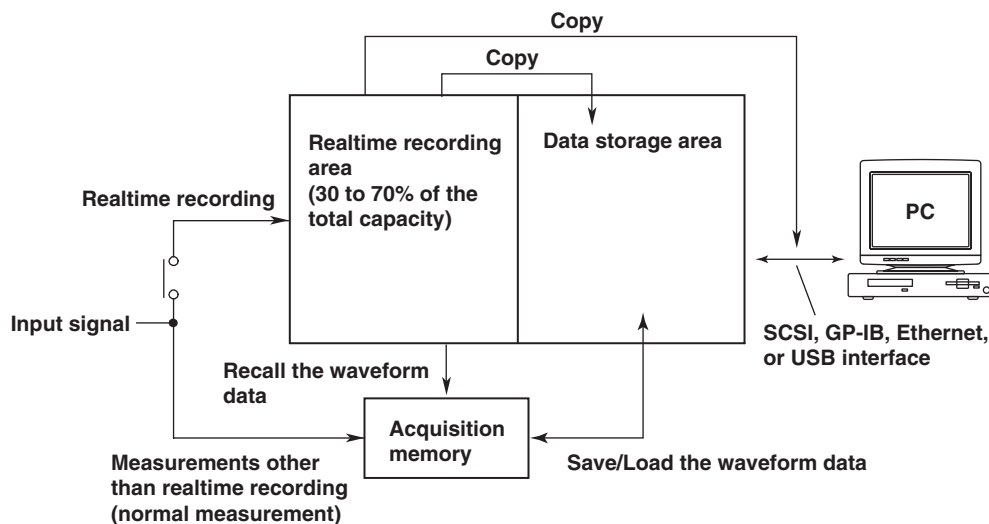 Copy
Copy
Realtime recording
area
(30 to 70% of the
total capacity)
Data storage area
Realtime recording
PC
Input signal
SCSI, GP-IB, Ethernet,
or USB interface
Recall the waveform
data
Acquisition
memory
Measurements other
than realtime recording
(normal measurement)
Save/Load the waveform data